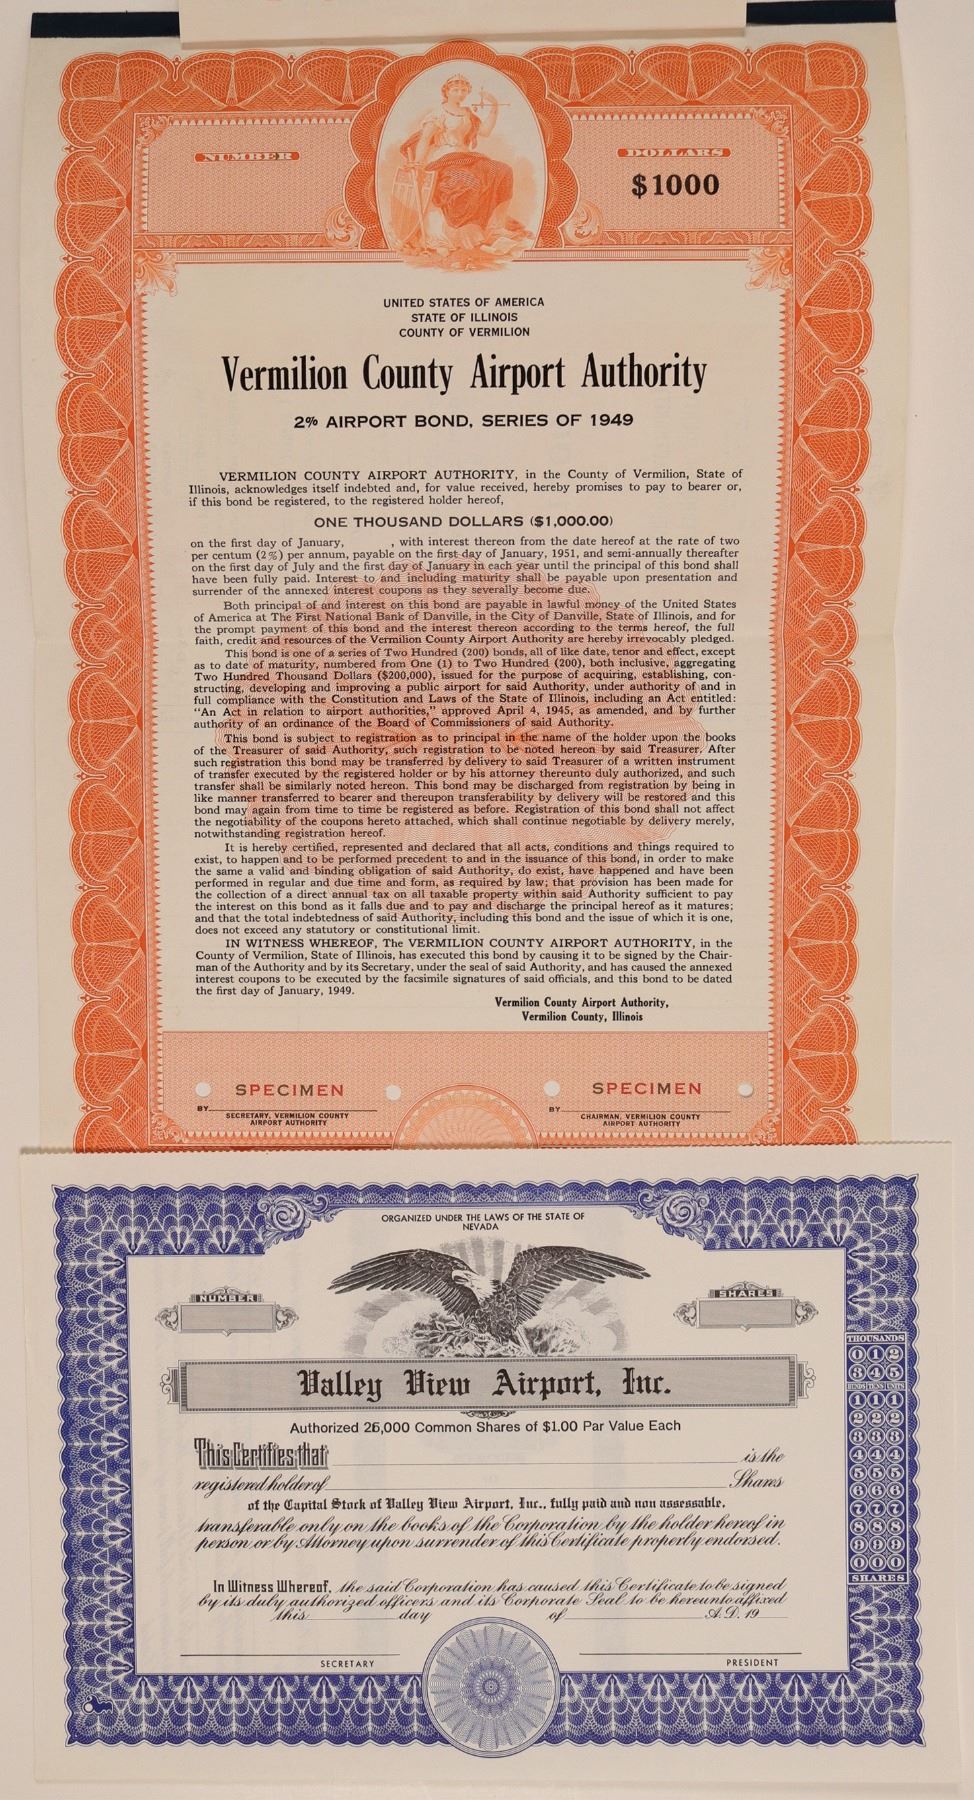 NUMBER
DOLLARS
$1000
UNITED STATES OF AMERICA
STATE OF ILLINOIS
COUNTY OF VERMILION
Vermilion County Airport Authority
2% AIRPORT BOND, SERIES OF 1949
VERMILION COUNTY AIRPORT AUTHORITY, in the County of Vermilion, State of
Illinois, acknowledges itself indebted and, for value received, hereby promises to pay to bearer or,
if this bond be registered, to the registered holder hereof,
ONE THOUSAND DOLLARS ($1,000.00)
on the first day of January, , with interest thereon from the date hereof at the rate of two
per centum (2%) per annum, payable on the first day of January, 1951, and semi-annually thereafter
on the first day of July and the first day of January in each year until the principal of this bond shall
have been fully paid. Interest to and including maturity shall be payable upon presentation and
surrender of the annexed interest coupons as they severally become due.
Both principal of and interest on this bond are payable in lawful money of the United States
of America at The First National Bank of Danville, in the City of Danville, State of Illinois, and for
the prompt payment of this bond and the interest thereon according to the terms hereof, the full
faith, credit and resources of the Vermilion County Airport Authority are hereby irrevocably pledged.
This bond is one of a series of Two Hundred (200) bonds, all of like date, tenor and effect, except
as to date of maturity, numbered from One (1) to Two Hundred (200), both inclusive, aggregating
Two Hundred Thousand Dollars ($200,000), issued for the purpose of acquiring, establishing, con-
structing, developing and improving a public airport for said Authority, under authority of and in
full compliance with the Constitution and Laws of the State of Illinois, including an Act entitled:
"An Act in relation to airport authorities," approved April 4, 1945, as amended, and by further
authority of an ordinance of the Board of Commissioners of said Authority.
This bond is subject to registration as to principal in the name of the holder upon the books
of the Treasurer of said Authority, such registration to be noted hereon by said Treasurer. After
such registration this bond may be transferred by delivery to said Treasurer of a written instrument
of transfer executed by the registered holder or by his attorney thereunto duly authorized, and such
transfer shall be similarly noted hereon. This bond may be discharged from registration by being in
like manner transferred to bearer and thereupon transferability by delivery will be restored and this
bond may again from time to time be registered as before. Registration of this bond shall not affect
the negotiability of the coupons hereto attached, which shall continue negotiable by delivery merely,
notwithstanding registration hereof.
It is hereby certified, represented and declared that all acts, conditions and things required to
exist, to happen and to be performed precedent to and in the issuance of this bond, in order to make
the same a valid and binding obligation of said Authority, do exist, have happened and have been
performed in regular and due time and form, as required by law; that provision has been made for
the collection of a direct annual tax on all taxable property within said Authority sufficient to pay
the interest on this bond as it falls due and to pay and discharge the principal hereof as it matures;
and that the total indebtedness of said Authority, including this bond and the issue of which it is one,
does not exceed any statutory or constitutional limit.
IN WITNESS WHEREOF, The VERMILION COUNTY AIRPORT AUTHORITY, in the
County of Vermilion, State of Illinois, has executed this bond by causing it to be signed by the Chair-
man of the Authority and by its Secretary, under the seal of said Authority, and has caused the annexed
interest coupons to be executed by the facsimile signatures of said officials, and this bond to be dated
the first day of January, 1949.
Vermilion County Airport Authority,
Vermilion County, Illinois
SPECIMEN SPECIMEN
BY BY
SECRETARY, VERMILION COUNTY CHAIRMAN, VERMILION COUNTY
AIRPORT AUTHORITY AIRPORT AUTHORITY
ORGANIZED UNDER THE LAWS OF THE STATE OF
NEVADA
NUMBER
SHARES
Valley View Airport, Inc.
Authorized 25,000 Common Shares of $1.00 Par Value Each
This Certifies that is the
registered holder of Shares
of the Capital Stock of Valley View Airport, Inc., fully paid and non assessable,
transferable only on the books of the Corporation by the holder hereof in
person or by Attorney upon surrender of this Certificate properly endorsed.
In Witness Whereof, the said Corporation has caused this Certificate to be signed
by its duly authorized officers and its Corporate Seal to be hereunto affixed
this day of A.D. 19
SECRETARY PRESIDENT
THOUSANDS
0 1 2
3 4 5
HUNDS TENS UNITS
1 1 1
2 2 2
3 3 3
4 4 4
5 5 5
6 6 6
7 7 7
8 8 8
9 9 9
0 0 0
SHARES